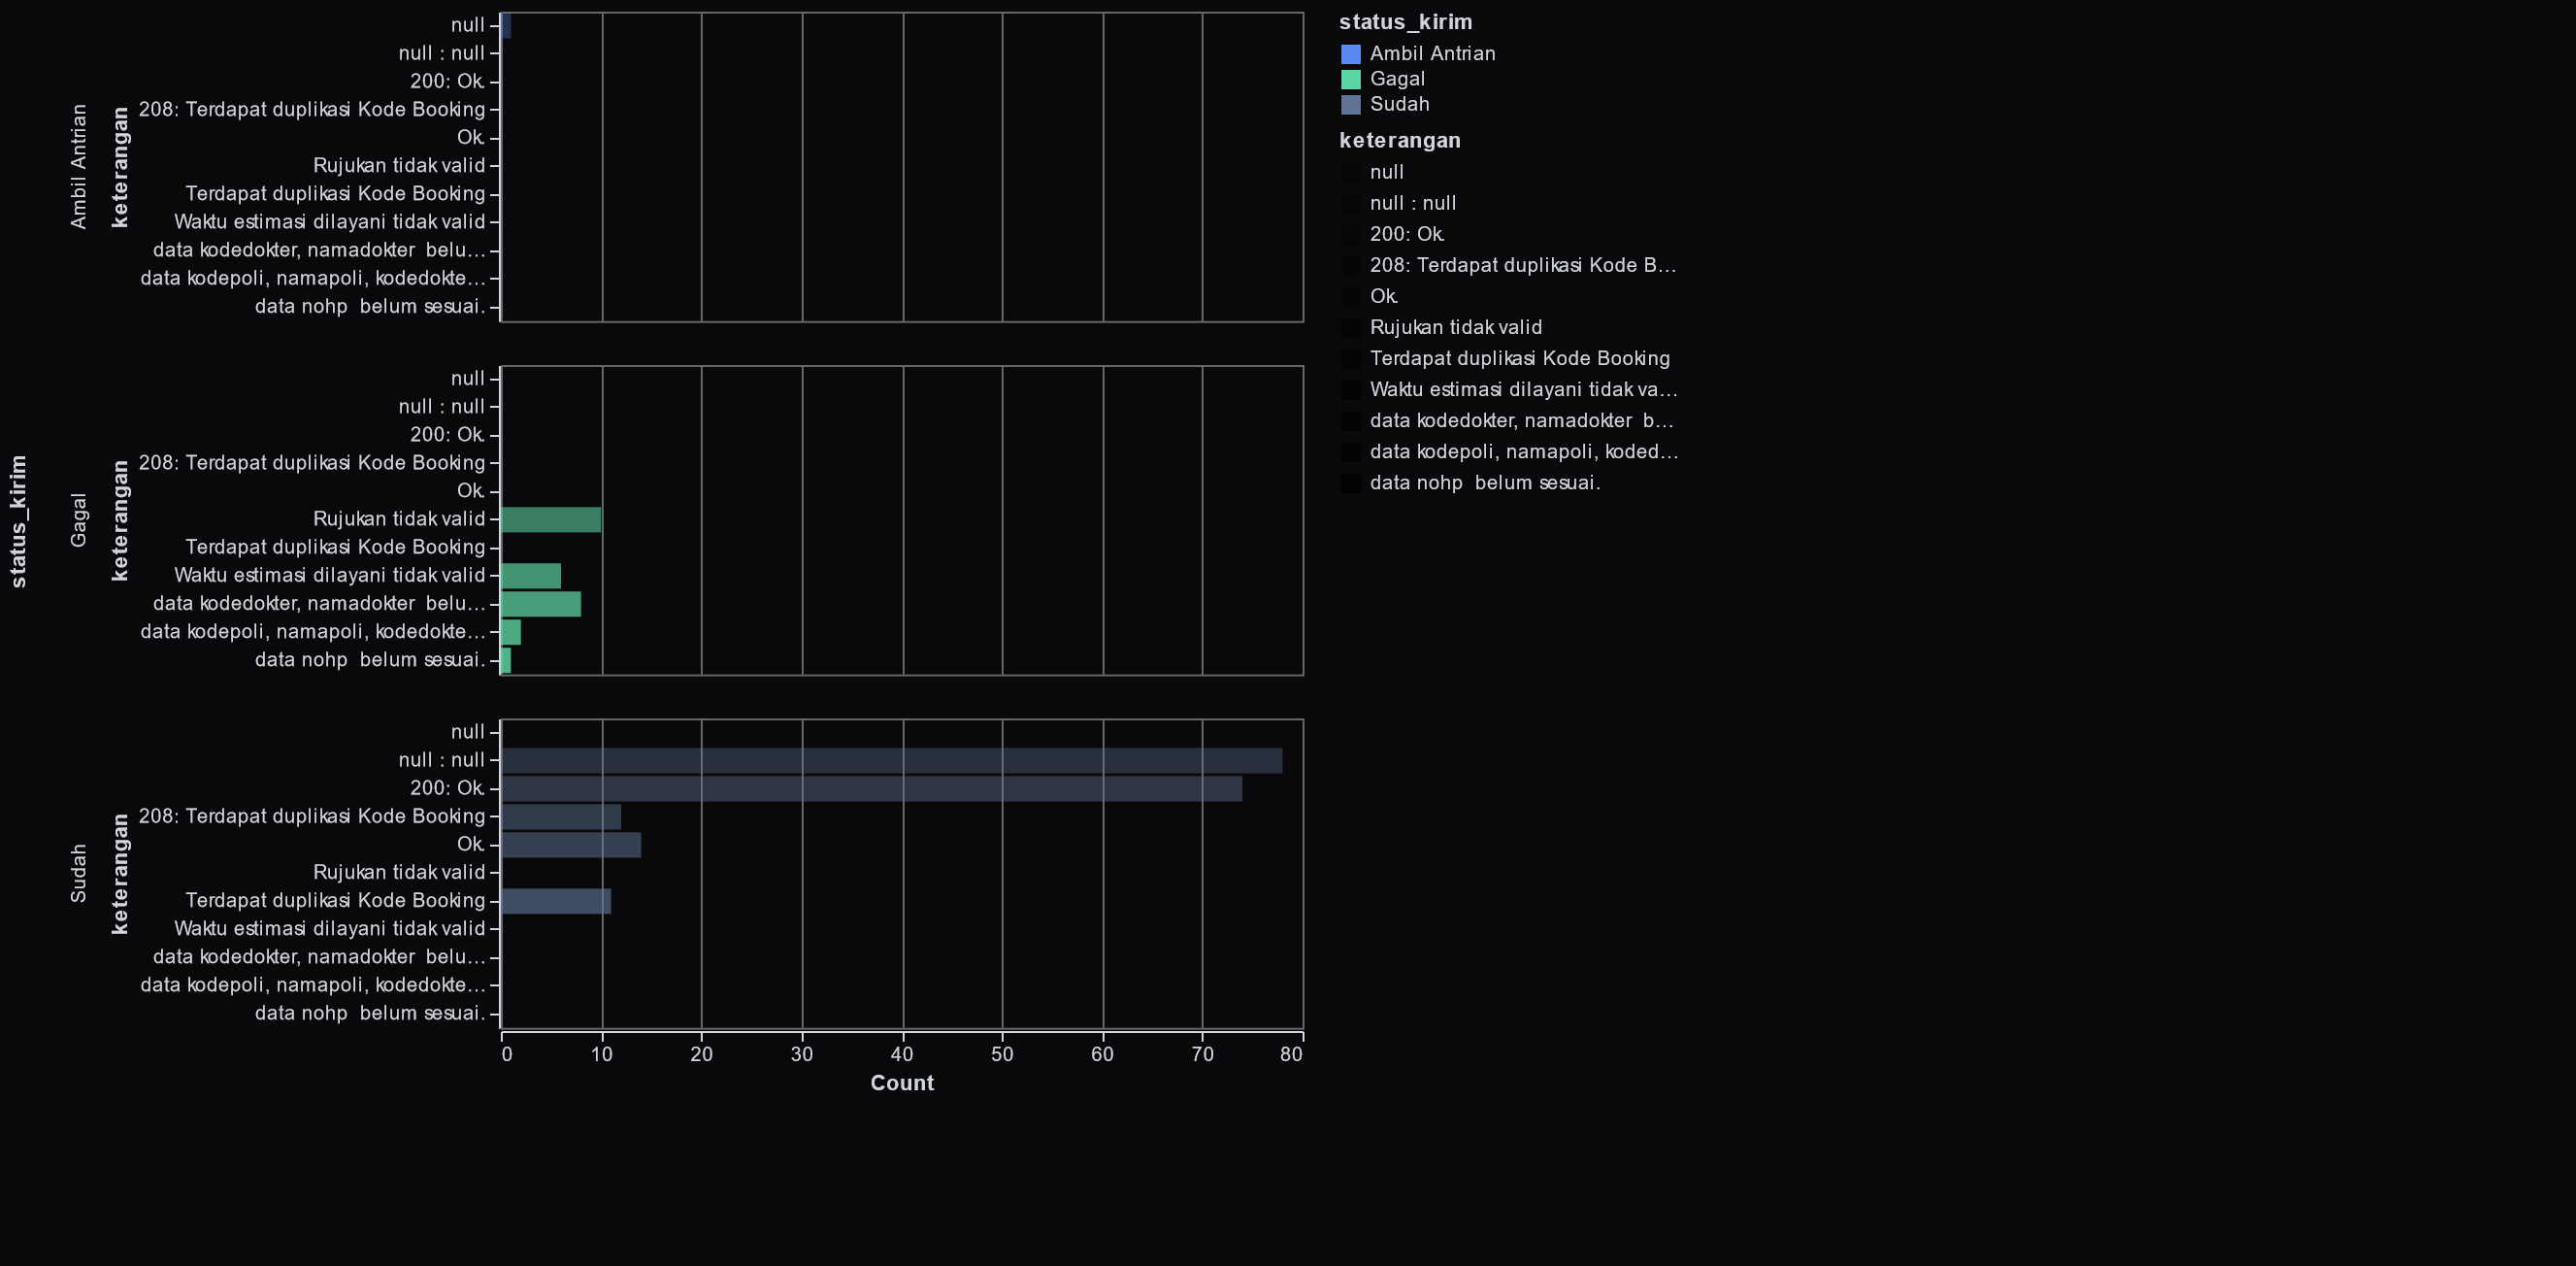 status_kirim
Ambil Antrian
keterangan
null
null : null
200: Ok.
208: Terdapat duplikasi Kode Booking
Ok.
Rujukan tidak valid
Terdapat duplikasi Kode Booking
Waktu estimasi dilayani tidak valid
data kodedokter, namadokter  belu…
data kodepoli, namapoli, kodedokte…
data nohp  belum sesuai.
Gagal
keterangan
null
null : null
200: Ok.
208: Terdapat duplikasi Kode Booking
Ok.
Rujukan tidak valid
Terdapat duplikasi Kode Booking
Waktu estimasi dilayani tidak valid
data kodedokter, namadokter  belu…
data kodepoli, namapoli, kodedokte…
data nohp  belum sesuai.
Sudah
keterangan
null
null : null
200: Ok.
208: Terdapat duplikasi Kode Booking
Ok.
Rujukan tidak valid
Terdapat duplikasi Kode Booking
Waktu estimasi dilayani tidak valid
data kodedokter, namadokter  belu…
data kodepoli, namapoli, kodedokte…
data nohp  belum sesuai.
0 10 20 30 40 50 60 70 80
Count
status_kirim
Ambil Antrian
Gagal
Sudah
keterangan
null
null : null
200: Ok.
208: Terdapat duplikasi Kode B…
Ok.
Rujukan tidak valid
Terdapat duplikasi Kode Booking
Waktu estimasi dilayani tidak va…
data kodedokter, namadokter  b…
data kodepoli, namapoli, koded…
data nohp  belum sesuai.